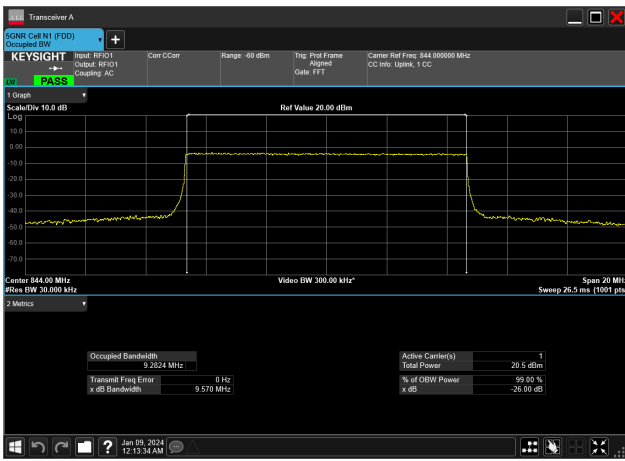 Transceiver A
5GNR Cell N1 (FDD)
Occupied BW
KEYSIGHT
LXI
PASS
Input: RFIO1
Output: RFIO1
Coupling: AC
Corr CCorr
Range: -60 dBm
Trig: Prot Frame
Aligned
Gate: FFT
Carrier Ref Freq: 844.000000 MHz
CC Info: Uplink, 1 CC
1 Graph
Scale/Div 10.0 dB
Ref Value 20.00 dBm
Log
10.0
0.00
-10.0
-20.0
-30.0
-40.0
-50.0
-60.0
-70.0
Center 844.00 MHz
Video BW 300.00 kHz^
Span 20 MHz
#Res BW 30.000 kHz
Sweep 26.5 ms (1001 pts
2 Metrics
Occupied Bandwidth
9.2824 MHz
Active Carrier(s) 1
Total Power 20.5 dBm
Transmit Freq Error 0 Hz
x dB Bandwidth 9.570 MHz
% of OBW Power 99.00 %
x dB -26.00 dB
Jan 09, 2024
12:13:34 AM